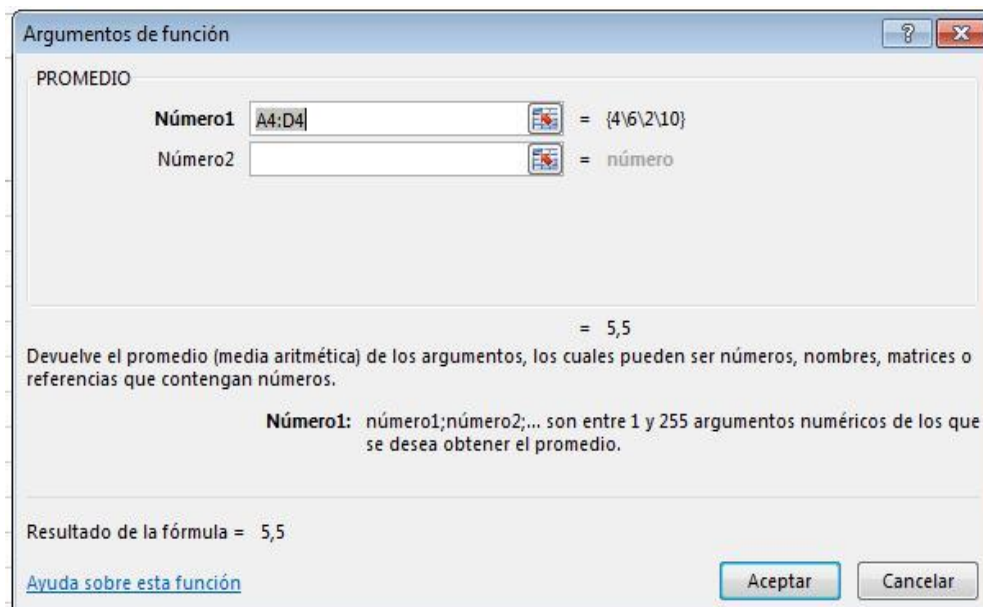 Argumentos de función
PROMEDIO
Número1 A4:D4 = {4\6\2\10}
Número2 = número
= 5,5
Devuelve el promedio (media aritmética) de los argumentos, los cuales pueden ser números, nombres, matrices o
referencias que contengan números.
Número1: número1;número2;... son entre 1 y 255 argumentos numéricos de los que
se desea obtener el promedio.
Resultado de la fórmula = 5,5
Ayuda sobre esta función Aceptar Cancelar